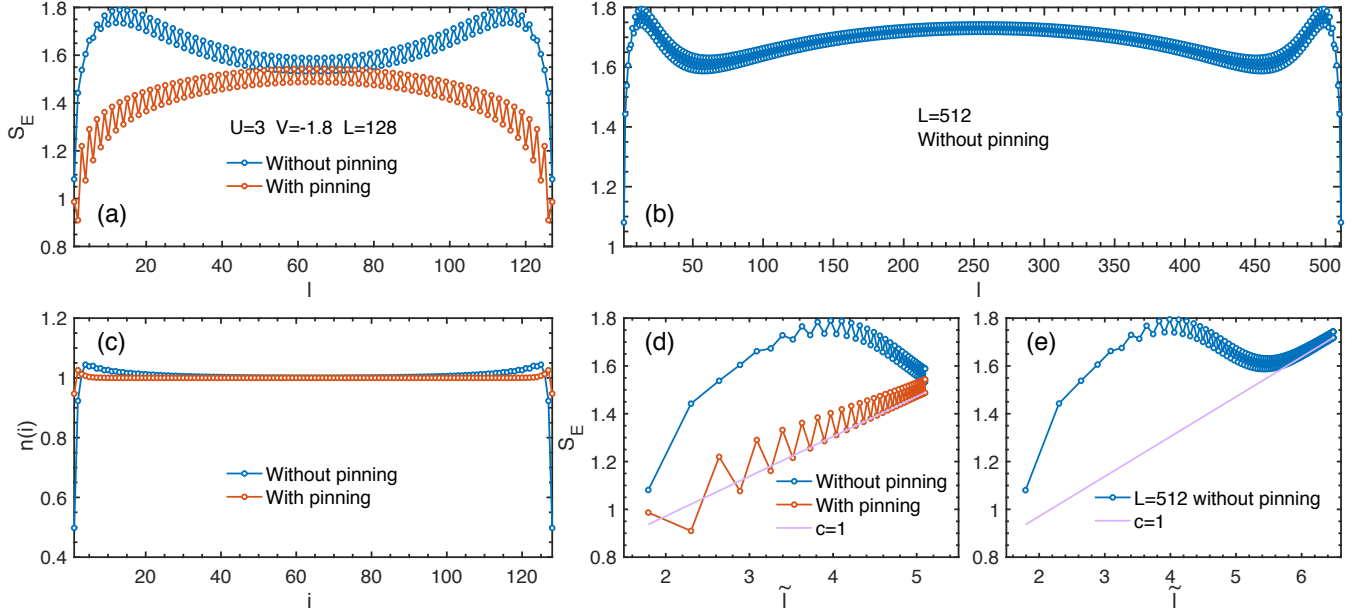 (a)
S_E
1.8
1.6
1.4
1.2
1
0.8
U=3 V=-1.8 L=128
Without pinning
With pinning
20 40 60 80 100 120
l
(b)
1.8
1.6
1.4
1.2
1
L=512
Without pinning
50 100 150 200 250 300 350 400 450 500
l
(c)
n(i)
1.2
1
0.8
0.6
0.4
Without pinning
With pinning
20 40 60 80 100 120
i
(d)
S_E
1.8
1.6
1.4
1.2
1
0.8
Without pinning
With pinning
c=1
2 3 4 5
l̃
(e)
1.8
1.6
1.4
1.2
1
0.8
L=512 without pinning
c=1
2 3 4 5 6
l̃